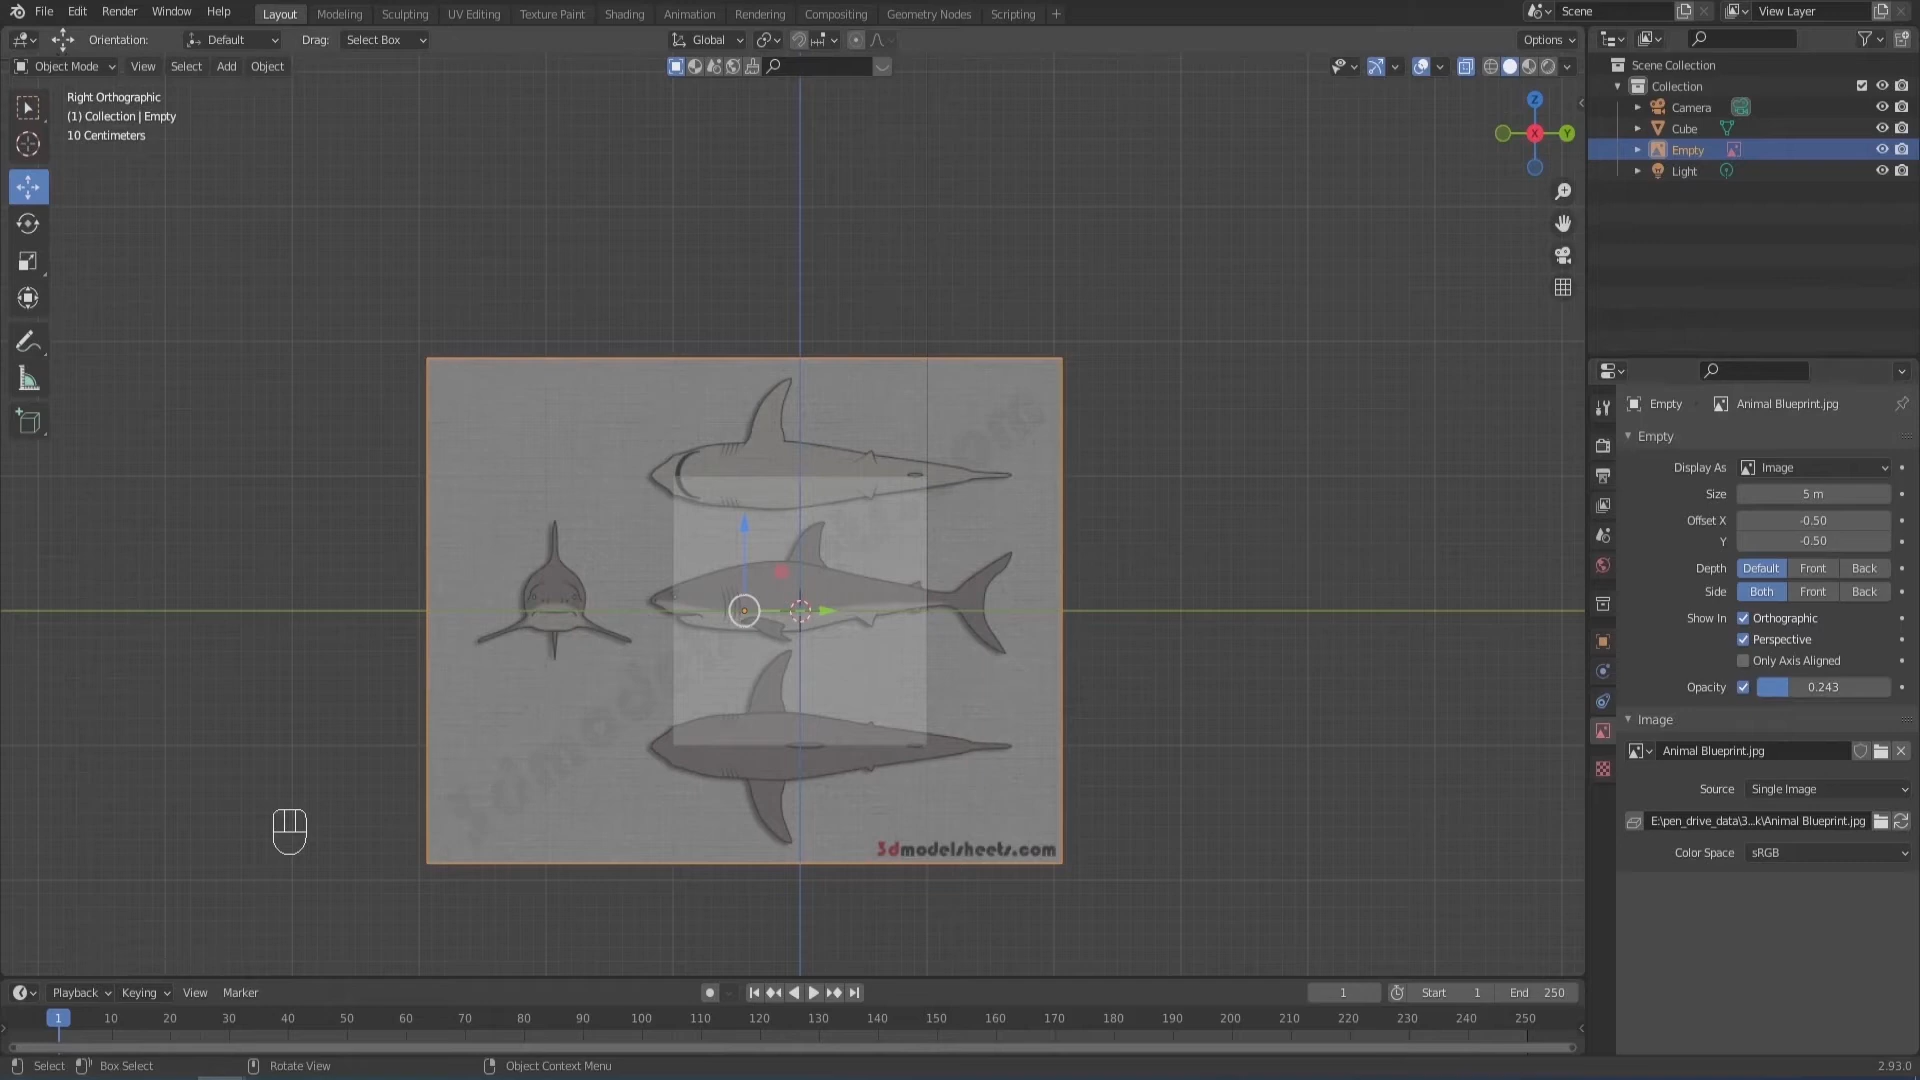 File Edit Render Window Help Layout Modeling Sculpting UV Editing Texture Paint Shading Animation Rendering Compositing Geometry Nodes Scripting + Scene View Layer
Orientation: Default Drag: Select Box Global Options
Object Mode View Select Add Object
Right Orthographic
(1) Collection | Empty
10 Centimeters
Z
X
Y
3dmodelsheets.com
Scene Collection
Collection
Camera
Cube
Empty
Light
Empty Animal Blueprint.jpg
Empty
Display As Image
Size 5 m
Offset X -0.50
Y -0.50
Depth Default Front Back
Side Both Front Back
Show In Orthographic
Perspective
Only Axis Aligned
Opacity 0.243
Image
Animal Blueprint.jpg
Source Single Image
E:\pen_drive_data\3...k\Animal Blueprint.jpg
Color Space sRGB
Playback Keying View Marker 1 Start 1 End 250
1 10 20 30 40 50 60 70 80 90 100 110 120 130 140 150 160 170 180 190 200 210 220 230 240 250
Select Box Select Rotate View Object Context Menu 2.93.0